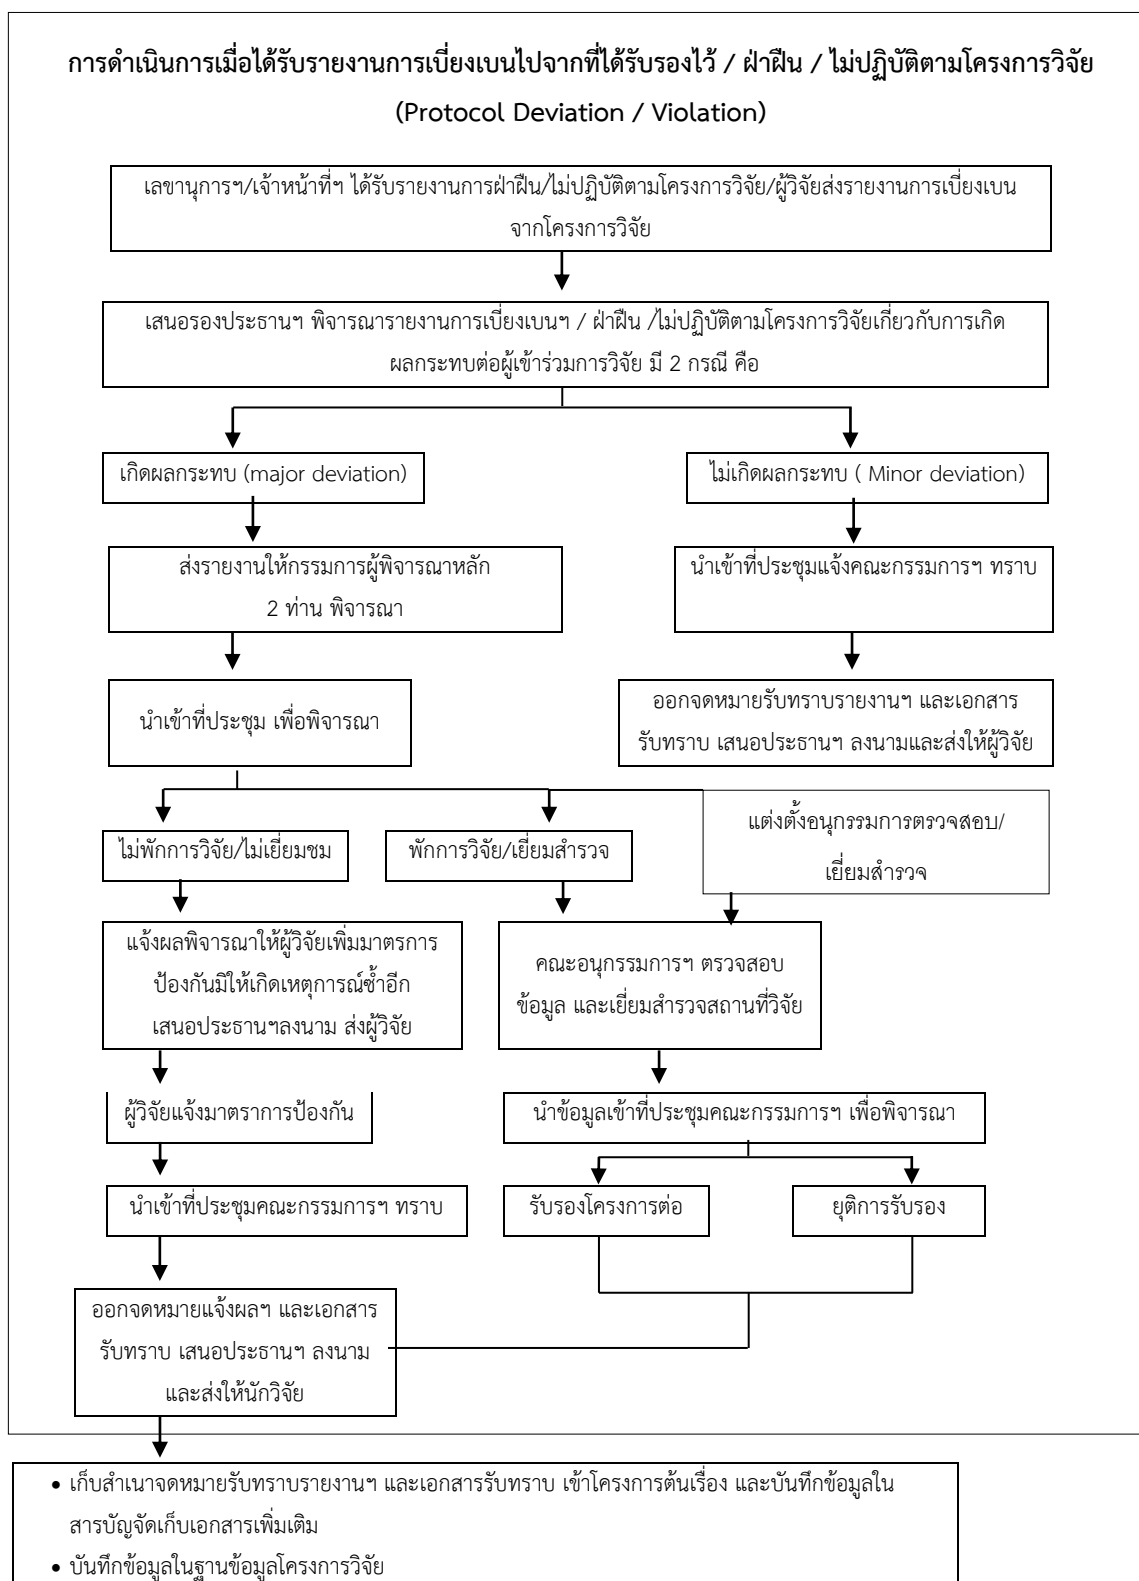 การดำเนินการเมื่อได้รับรายงานการเบี่ยงเบนไปจากที่ได้รับรองไว้ / ฝ่าฝืน / ไม่ปฏิบัติตามโครงการวิจัย
(Protocol Deviation / Violation)
เลขานุการฯ/เจ้าหน้าที่ฯ ได้รับรายงานการฝ่าฝืน/ไม่ปฏิบัติตามโครงการวิจัย/ผู้วิจัยส่งรายงานการเบี่ยงเบน
จากโครงการวิจัย
เสนอรองประธานฯ พิจารณารายงานการเบี่ยงเบนฯ / ฝ่าฝืน /ไม่ปฏิบัติตามโครงการวิจัยเกี่ยวกับการเกิด
ผลกระทบต่อผู้เข้าร่วมการวิจัย มี 2 กรณี คือ
เกิดผลกระทบ (major deviation)
ไม่เกิดผลกระทบ ( Minor deviation)
ส่งรายงานให้กรรมการผู้พิจารณาหลัก
2 ท่าน พิจารณา
นำเข้าที่ประชุมแจ้งคณะกรรมการฯ ทราบ
นำเข้าที่ประชุม เพื่อพิจารณา
ออกจดหมายรับทราบรายงานฯ และเอกสาร
รับทราบ เสนอประธานฯ ลงนามและส่งให้ผู้วิจัย
ไม่พักการวิจัย/ไม่เยี่ยมชม
พักการวิจัย/เยี่ยมสำรวจ
แต่งตั้งอนุกรรมการตรวจสอบ/
เยี่ยมสำรวจ
แจ้งผลพิจารณาให้ผู้วิจัยเพิ่มมาตรการ
ป้องกันมิให้เกิดเหตุการณ์ซ้ำอีก
เสนอประธานฯลงนาม ส่งผู้วิจัย
คณะอนุกรรมการฯ ตรวจสอบ
ข้อมูล และเยี่ยมสำรวจสถานที่วิจัย
ผู้วิจัยแจ้งมาตราการป้องกัน
นำข้อมูลเข้าที่ประชุมคณะกรรมการฯ เพื่อพิจารณา
นำเข้าที่ประชุมคณะกรรมการฯ ทราบ
รับรองโครงการต่อ
ยุติการรับรอง
ออกจดหมายแจ้งผลฯ และเอกสาร
รับทราบ เสนอประธานฯ ลงนาม
และส่งให้นักวิจัย
• เก็บสำเนาจดหมายรับทราบรายงานฯ และเอกสารรับทราบ เข้าโครงการต้นเรื่อง และบันทึกข้อมูลใน
สารบัญจัดเก็บเอกสารเพิ่มเติม
• บันทึกข้อมูลในฐานข้อมูลโครงการวิจัย